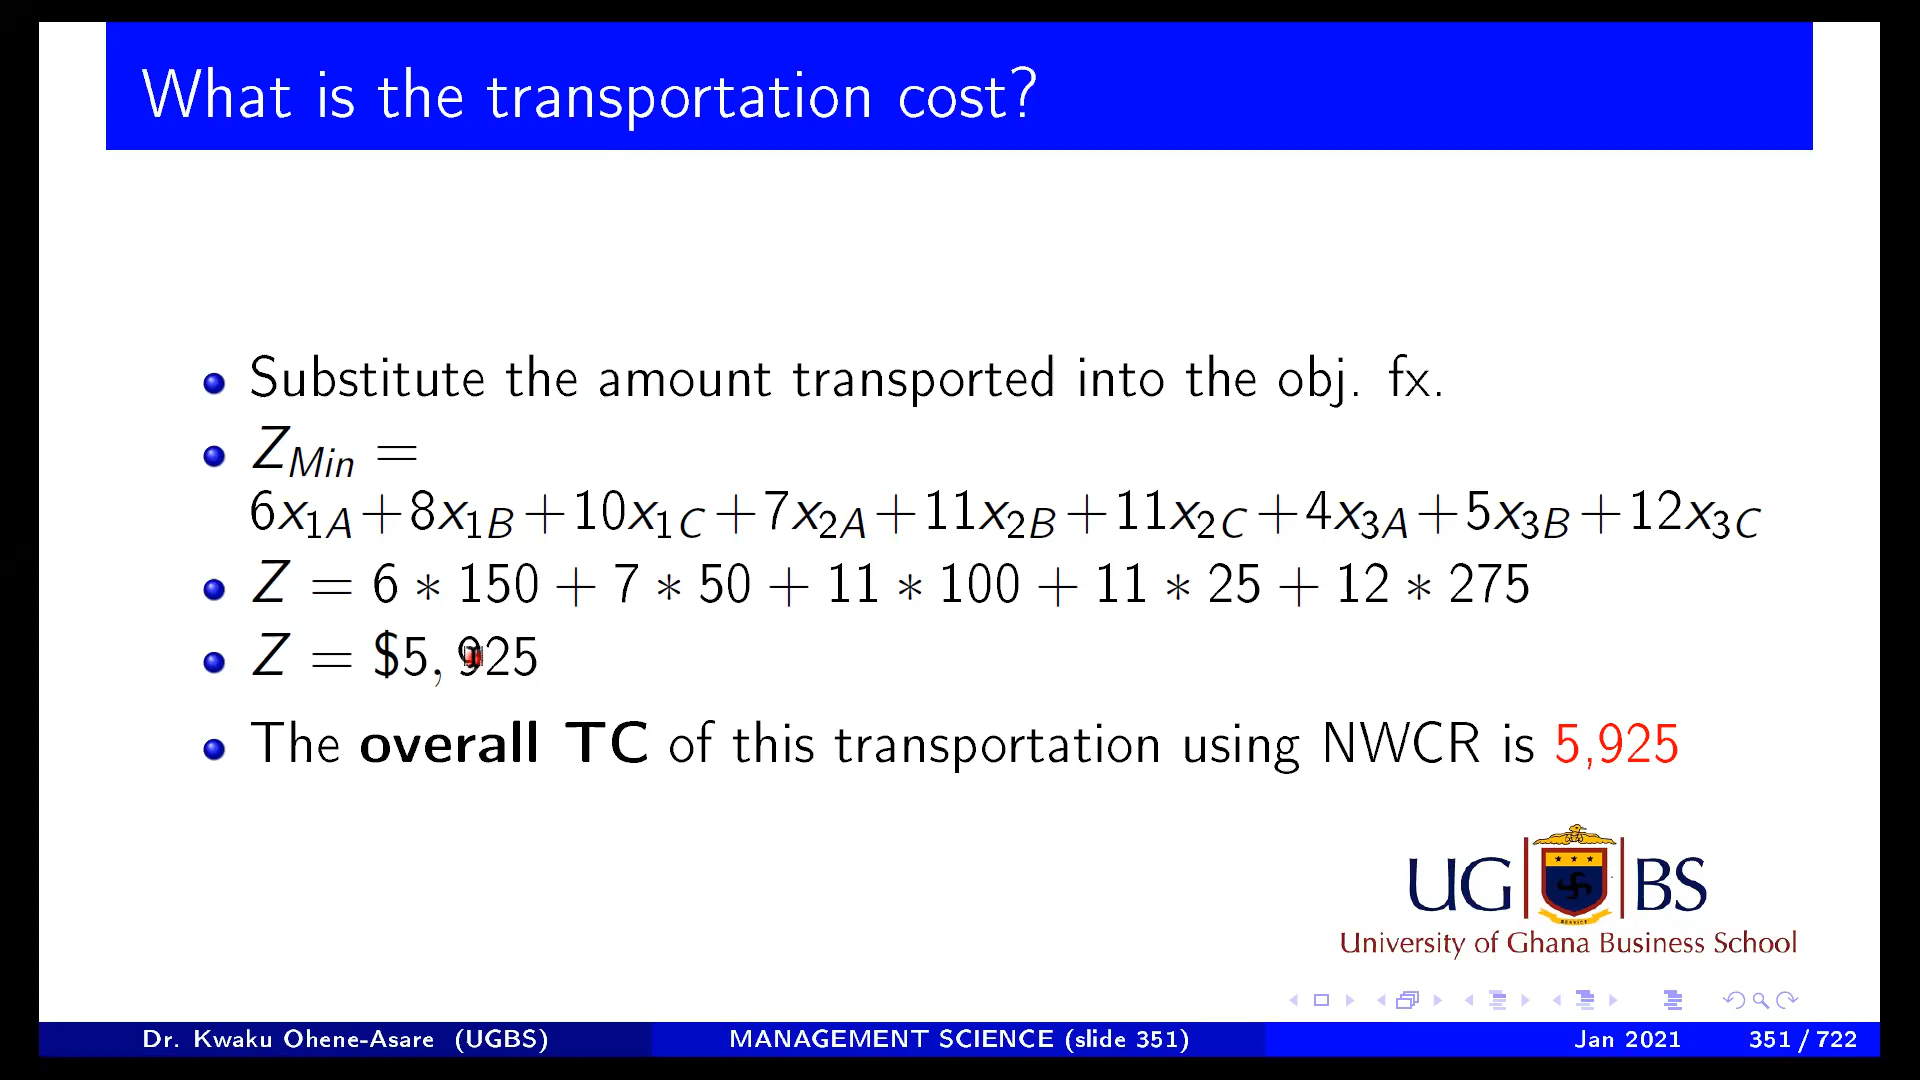 What is the transportation cost?
Substitute the amount transported into the obj. fx.
Z_Min =
6x_1A+8x_1B+10x_1C+7x_2A+11x_2B+11x_2C+4x_3A+5x_3B+12x_3C
Z = 6 * 150 + 7 * 50 + 11 * 100 + 11 * 25 + 12 * 275
Z = $5, 925
The overall TC of this transportation using NWCR is 5,925
UG BS
University of Ghana Business School
Dr. Kwaku Ohene-Asare (UGBS) MANAGEMENT SCIENCE (slide 351) Jan 2021 351 / 722